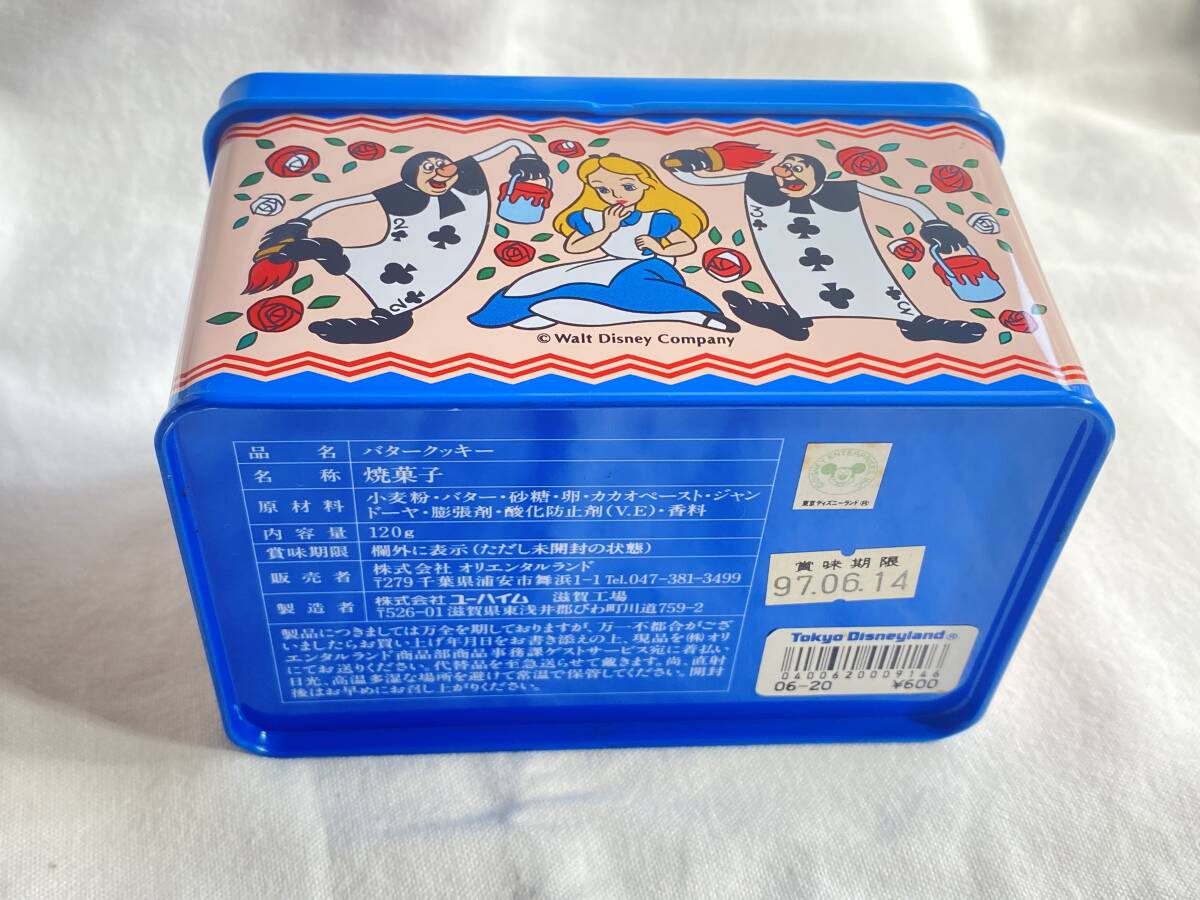 2
2
3
3
© Walt Disney Company
品名 バタークッキー
名称 焼菓子
原材料 小麦粉・バター・砂糖・卵・カカオペースト・ジャン
ドーヤ・膨張剤・酸化防止剤(V.E)・香料
内容量 120g
賞味期限 欄外に表示(ただし未開封の状態)
販売者 株式会社 オリエンタルランド
〒279 千葉県浦安市舞浜1-1 Tel.047-381-3499
製造者 株式会社 ユーハイム 滋賀工場
〒526-01 滋賀県東浅井郡びわ町川道759-2
製品につきましては万全を期しておりますが、万一不都合がござ
いましたらお買い上げ年月日をお書き添えの上、現品を(株)オリ
エンタルランド商品部商品事務課ゲストサービス宛に着払い
にてお送りください。代替品を至急送らせて戴きます。尚、直射
日光、高温多湿な場所を避けて常温で保管してください。開封
後はお早めにお召し上がりください。
DISNEY ENTERPRISES
東京ディズニーランド(R)
賞味期限
97.06.14
Tokyo Disneyland®
0400620009146
06-20 ¥600